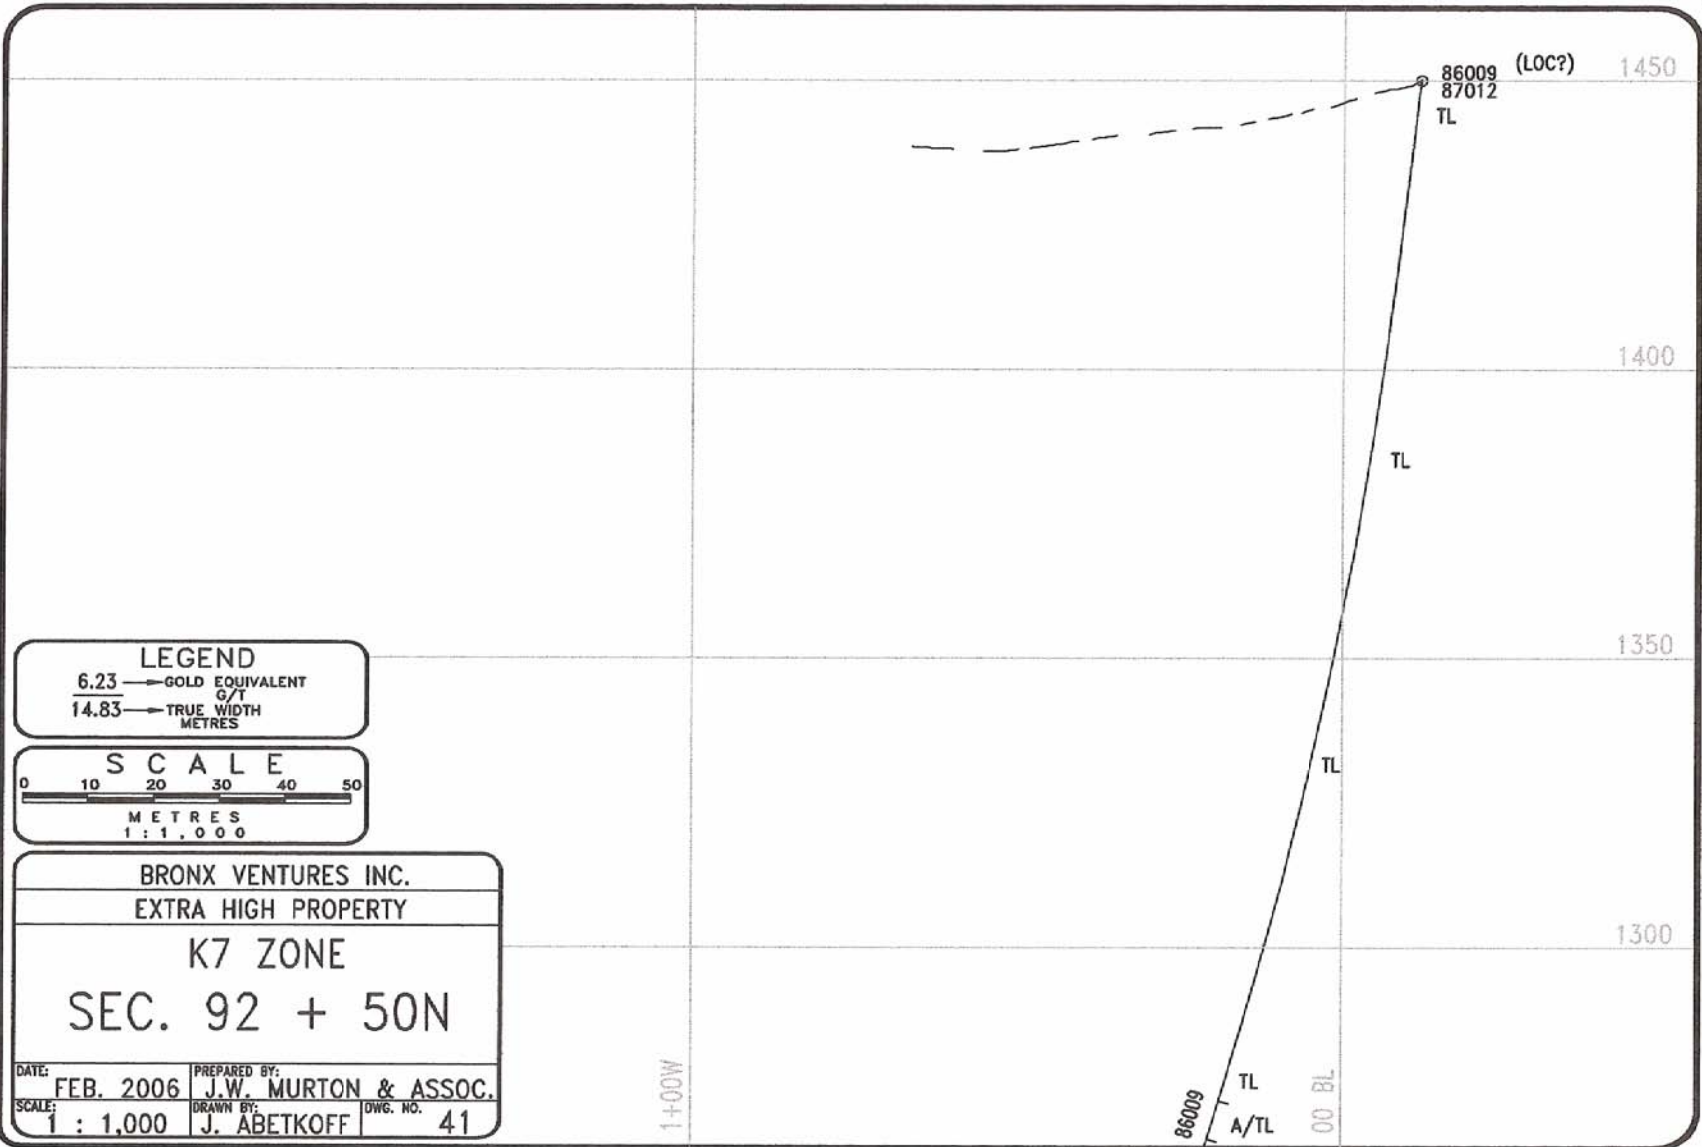 86009 (LOC?)
87012
TL
1450
1400
TL
1350
TL
1300
LEGEND
6.23 GOLD EQUIVALENT
G/T
14.83 TRUE WIDTH
METRES
SCALE
0 10 20 30 40 50
METRES
1 : 1,000
BRONX VENTURES INC.
EXTRA HIGH PROPERTY
K7 ZONE
SEC. 92 + 50N
DATE: FEB. 2006
PREPARED BY: J.W. MURTON & ASSOC.
SCALE: 1 : 1,000
DRAWN BY: J. ABETKOFF
DWG. NO. 41
1+00W
86009
TL
A/TL
00 BL